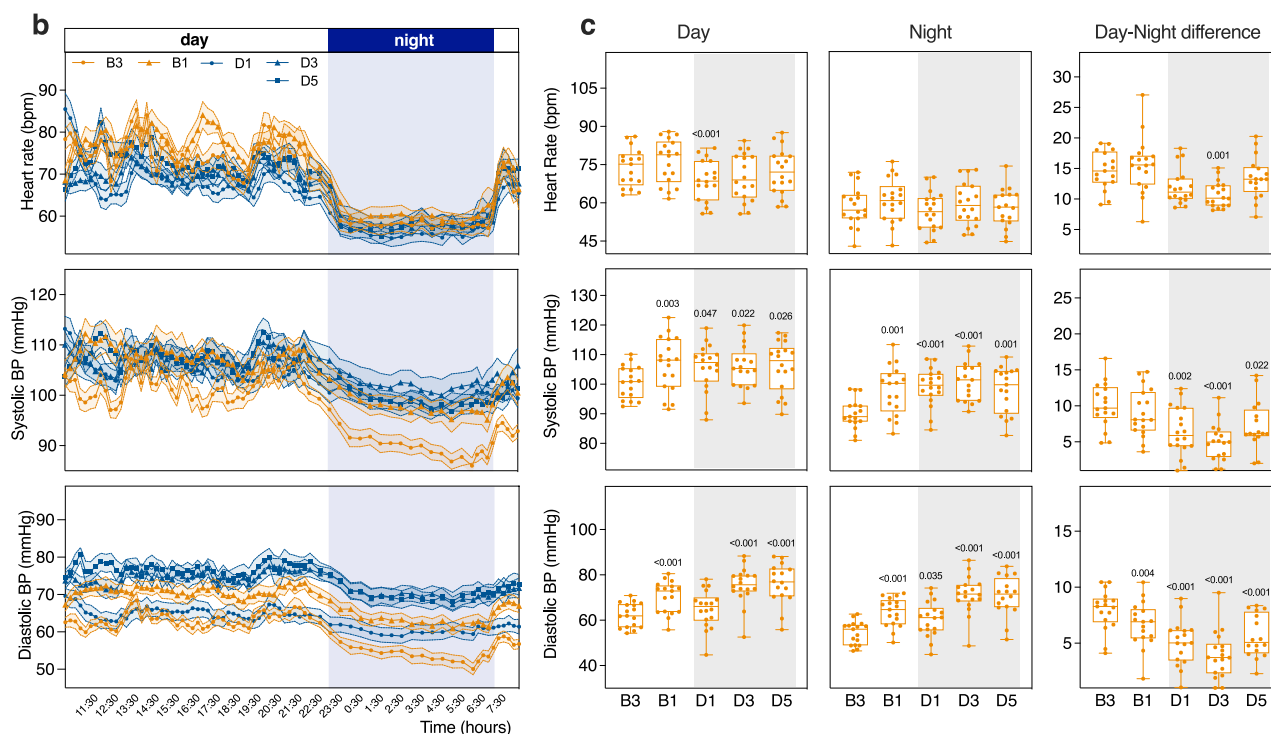 b
day night
B3 B1 D1 D3
D5
Heart rate (bpm)
90
80
70
60
Systolic BP (mmHg)
120
110
100
90
Diastolic BP (mmHg)
90
80
70
60
50
11:30 12:30 13:30 14:30 15:30 16:30 17:30 18:30 19:30 20:30 21:30 22:30 23:30 0:30 1:30 2:30 3:30 4:30 5:30 6:30 7:30
Time (hours)
c
Day Night Day-Night difference
Heart Rate (bpm)
105
90
75
60
45
<0.001
30
25
20
15
10
5
0.001
Systolic BP (mmHg)
130
120
110
100
90
80
0.003 0.047 0.022 0.026
0.001 <0.001 <0.001 0.001
25
20
15
10
5
0.002 <0.001 0.022
Diastolic BP (mmHg)
100
80
60
40
<0.001 <0.001 <0.001
<0.001 0.035 <0.001 <0.001
15
10
5
0.004 <0.001 <0.001 <0.001
B3 B1 D1 D3 D5 B3 B1 D1 D3 D5 B3 B1 D1 D3 D5